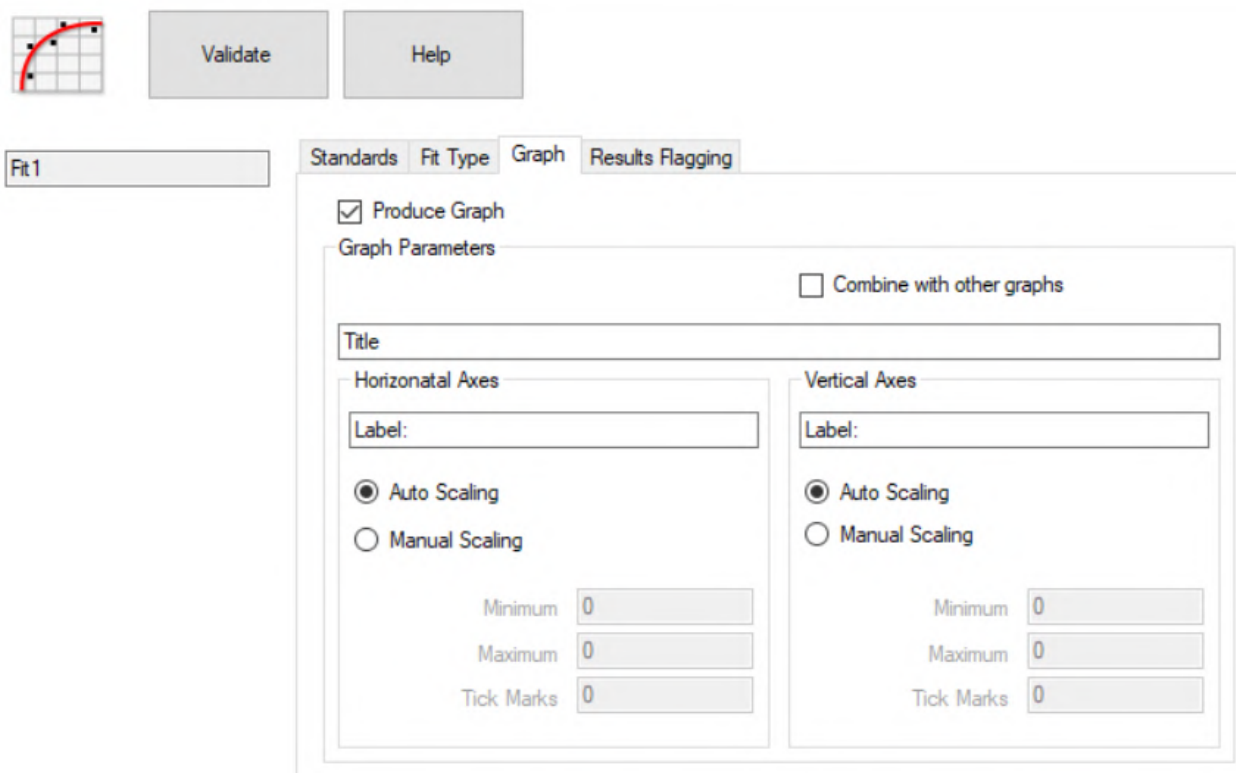 Validate Help
Fit1
Standards Fit Type Graph Results Flagging
Produce Graph
Graph Parameters
Combine with other graphs
Title
Horizonatal Axes
Label:
Auto Scaling
Manual Scaling
Minimum 0
Maximum 0
Tick Marks 0
Vertical Axes
Label:
Auto Scaling
Manual Scaling
Minimum 0
Maximum 0
Tick Marks 0